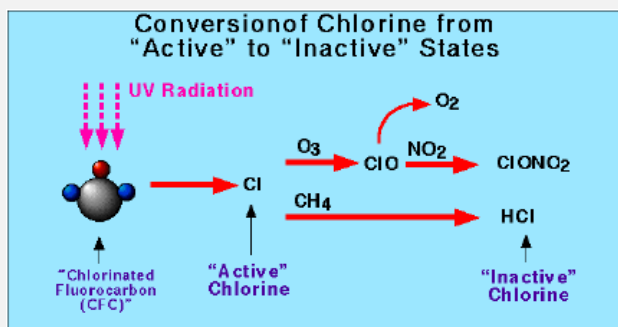 Conversionof Chlorine from
“Active” to “Inactive” States
UV Radiation
O2
O3
ClO
NO2
ClONO2
Cl
CH4
HCl
“Chlorinated
Fluorocarbon
(CFC)”
“Active”
Chlorine
“Inactive”
Chlorine